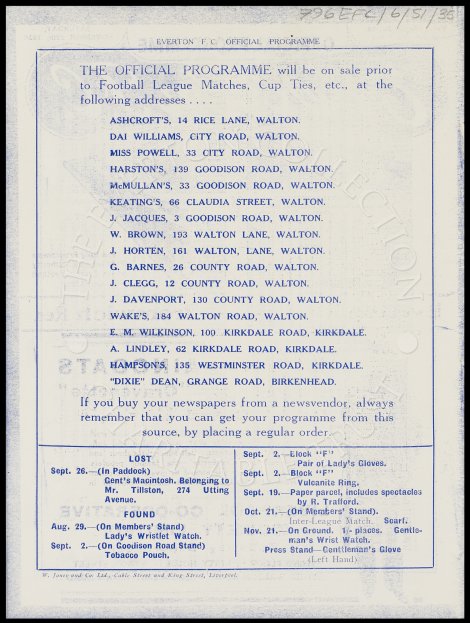 796EFC/6/51/35
EVERTON F.C. OFFICIAL PROGRAMME
THE OFFICIAL PROGRAMME will be on sale prior
to Football League Matches, Cup Ties, etc., at the
following addresses . . . .
ASHCROFT'S, 14 RICE LANE, WALTON.
DAI WILLIAMS, CITY ROAD, WALTON.
MISS POWELL, 33 CITY ROAD, WALTON.
HARSTON'S, 139 GOODISON ROAD, WALTON.
McMULLAN'S, 33 GOODISON ROAD, WALTON.
KEATING'S, 66 CLAUDIA STREET, WALTON.
J. JACQUES, 3 GOODISON ROAD, WALTON.
W. BROWN, 193 WALTON LANE, WALTON.
J. HORTEN, 161 WALTON, LANE, WALTON.
G. BARNES, 26 COUNTY ROAD, WALTON.
J. CLEGG, 12 COUNTY ROAD, WALTON.
J. DAVENPORT, 130 COUNTY ROAD, WALTON.
WAKE'S, 184 WALTON ROAD, WALTON.
E. M. WILKINSON, 100 KIRKDALE ROAD, KIRKDALE.
A. LINDLEY, 62 KIRKDALE ROAD, KIRKDALE.
HAMPSON'S, 135 WESTMINSTER ROAD, KIRKDALE.
"DIXIE" DEAN, GRANGE ROAD, BIRKENHEAD.
If you buy your newspapers from a newsvendor, always
remember that you can get your programme from this
source, by placing a regular order.
LOST
Sept. 26.—(In Paddock)
Gent's Macintosh. Belonging to
Mr. Tillston, 274 Utting
Avenue.
FOUND
Aug. 29.—(On Members' Stand)
Lady's Wristlet Watch.
Sept. 2.—(On Goodison Road Stand)
Tobacco Pouch.
Sept. 2.—Block "F"
Pair of Lady's Gloves.
Sept. 2.—Block "F"
Vulcanite Ring.
Sept. 19.—Paper parcel, includes spectacles
by R. Trafford.
Oct. 21.—(On Members' Stand).
Inter-League Match. Scarf.
Nov. 21.—On Ground. 1/- places. Gentle-
man's Wrist Watch.
Press Stand—Gentleman's Glove
(Left Hand)
W. Jones and Co. Ltd., Cable Street and King Street, Liverpool.